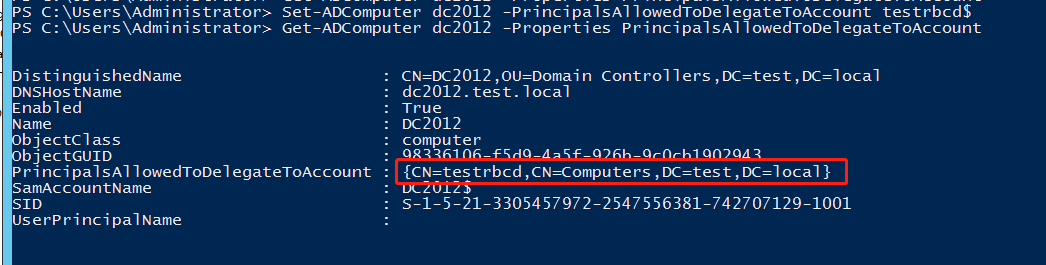 PS C:\Users\Administrator> Set-ADComputer dc2012 -PrincipalsAllowedToDelegateToAccount testrbcd$
PS C:\Users\Administrator> Get-ADComputer dc2012 -Properties PrincipalsAllowedToDelegateToAccount
DistinguishedName : CN=DC2012,OU=Domain Controllers,DC=test,DC=local
DNSHostName : dc2012.test.local
Enabled : True
Name : DC2012
ObjectClass : computer
ObjectGUID : 98336106-f5d9-4a5f-926b-9c0cb1902943
PrincipalsAllowedToDelegateToAccount : {CN=testrbcd,CN=Computers,DC=test,DC=local}
SamAccountName : DC2012$
SID : S-1-5-21-3305457972-2547556381-742707129-1001
UserPrincipalName :